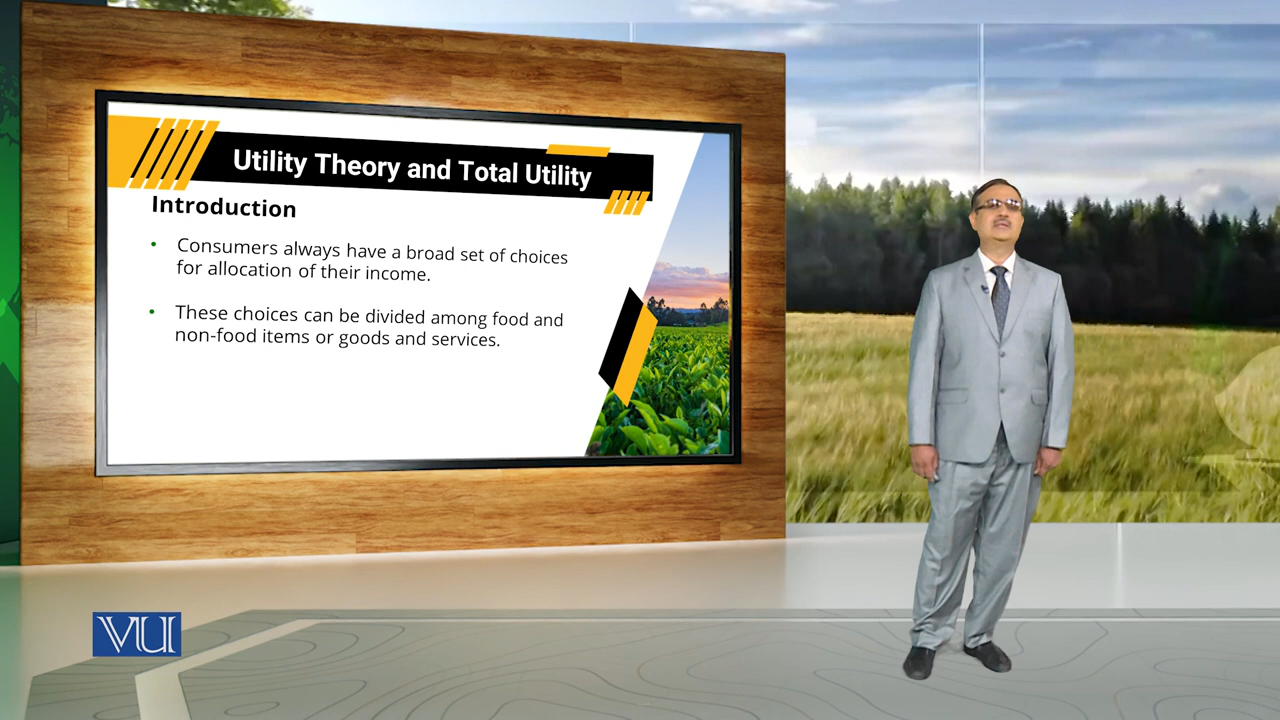 Utility Theory and Total Utility
Introduction
• Consumers always have a broad set of choices
for allocation of their income.
• These choices can be divided among food and
non-food items or goods and services.
VU